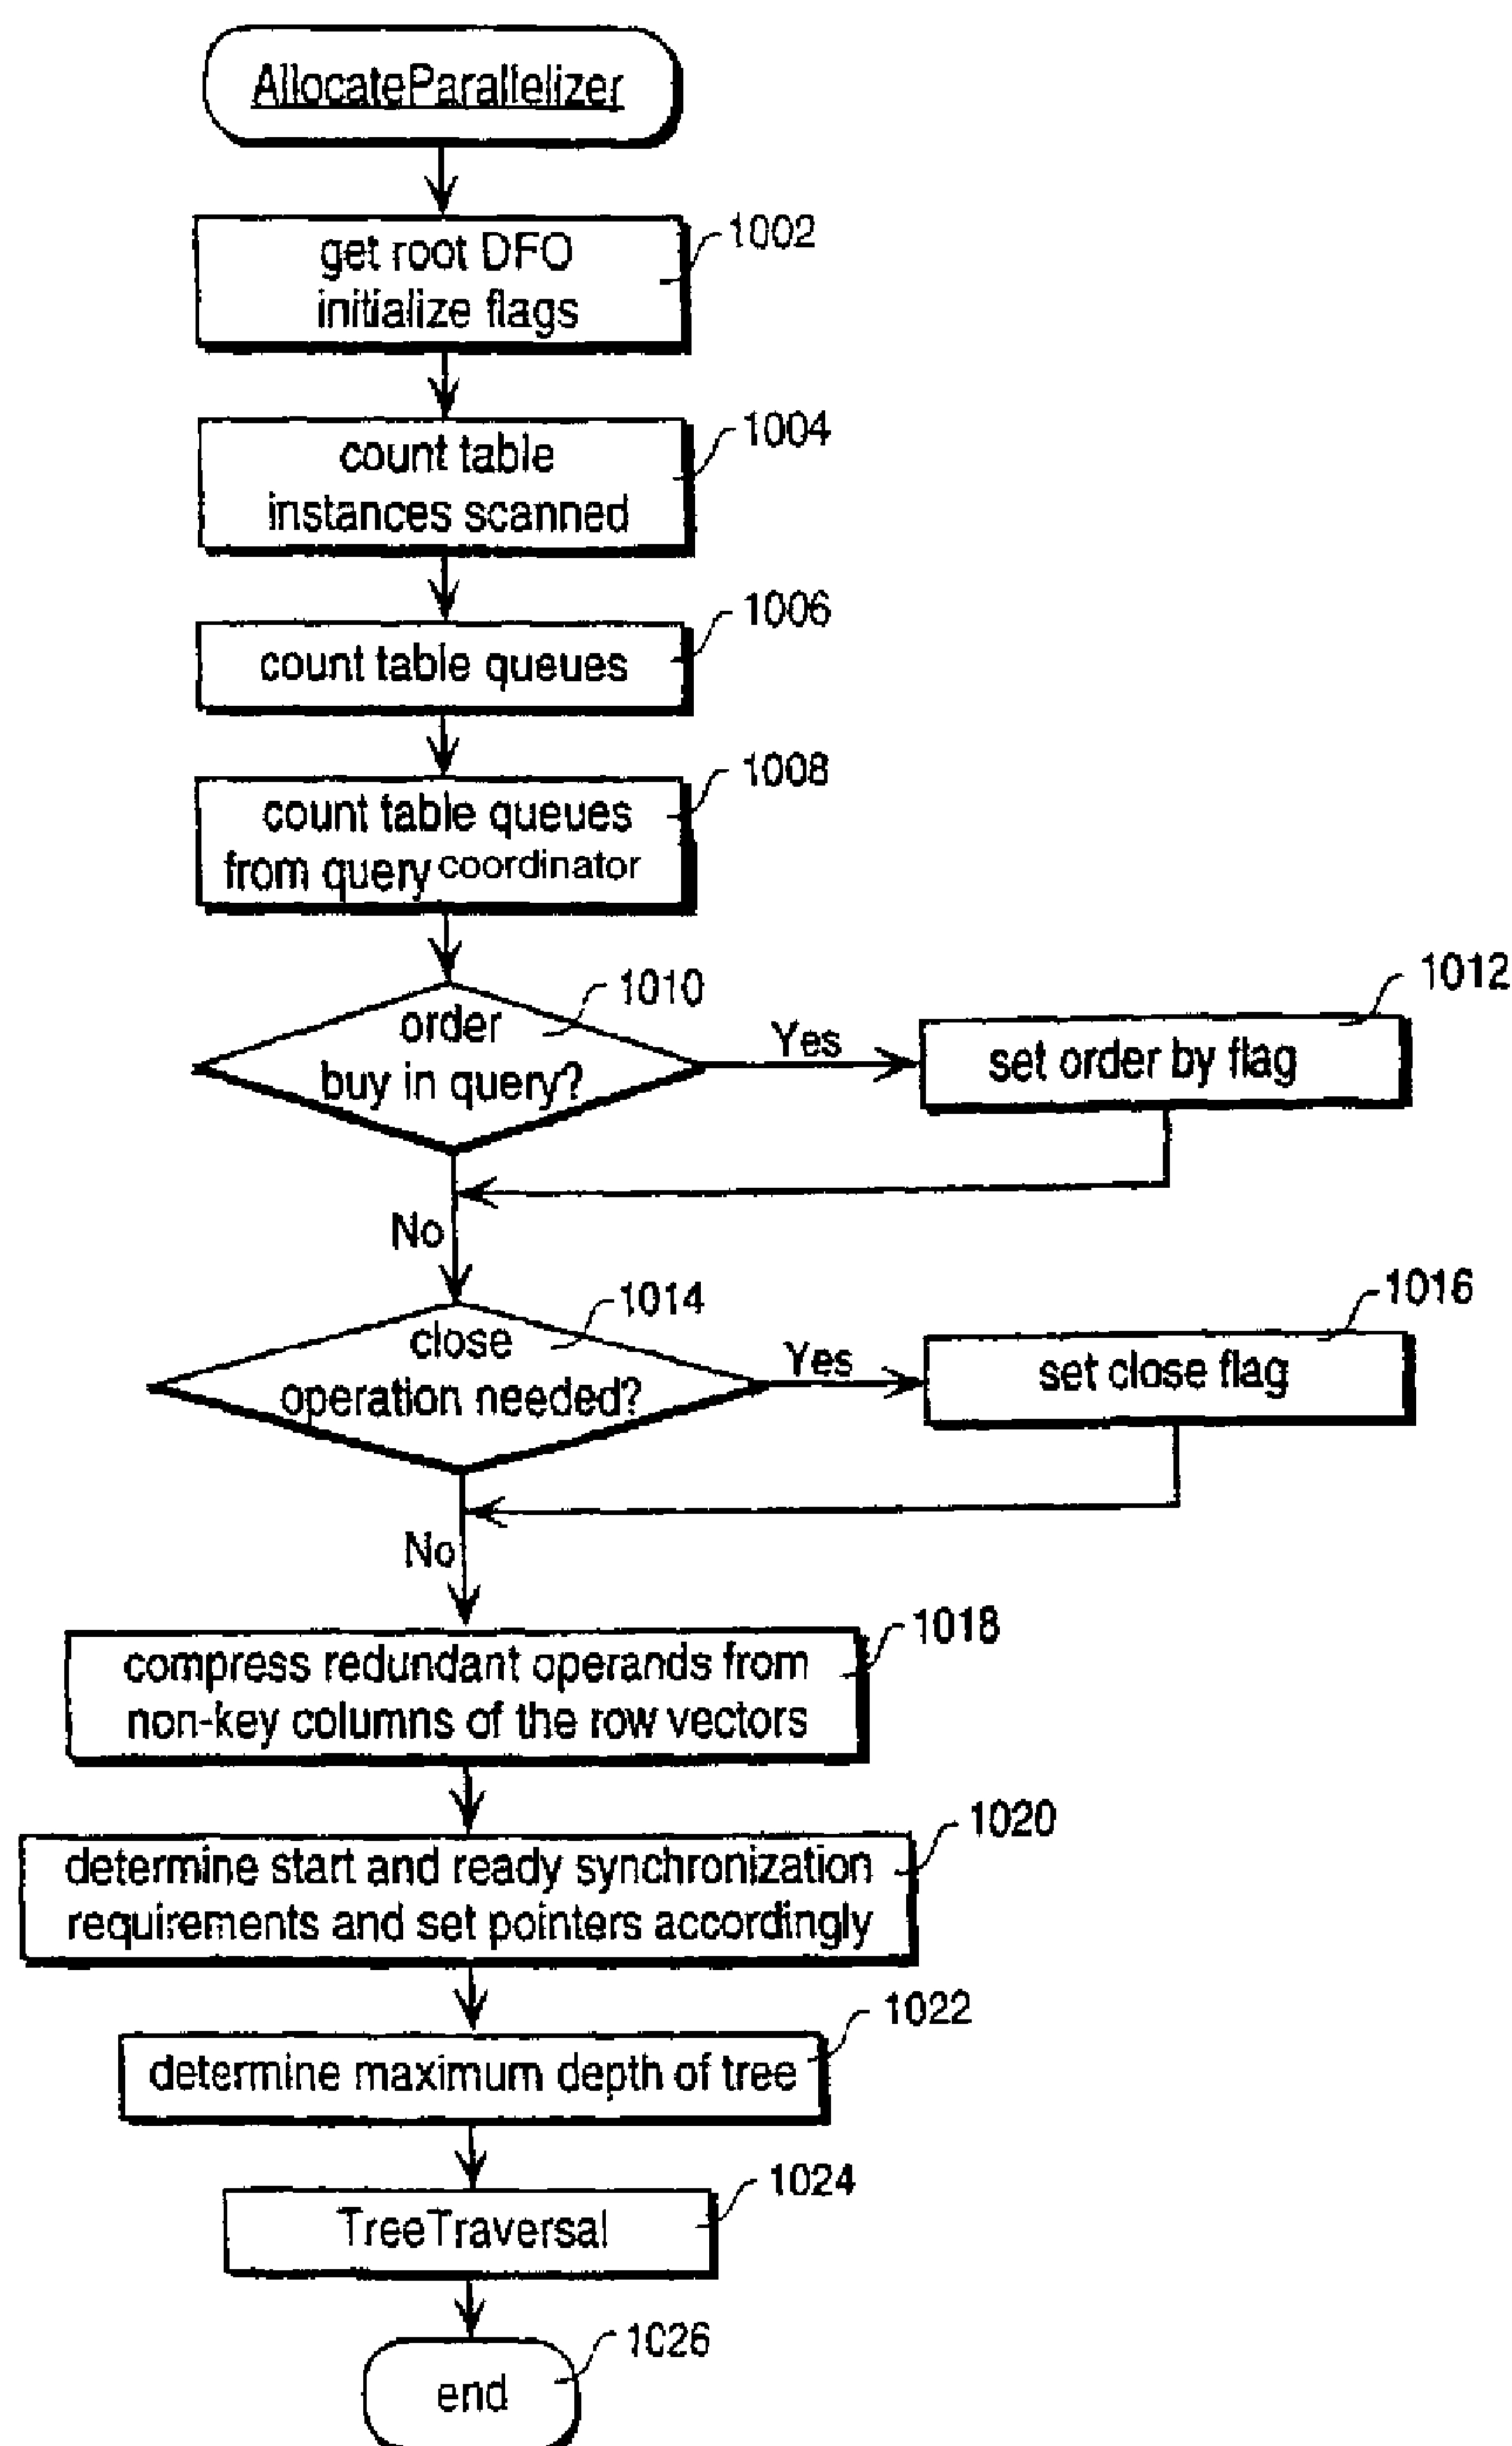 AllocateParallelizer
1002
get root DFO
initialize flags
1004
count table
instances scanned
1006
count table queues
1008
count table queues
from query coordinator
1010
order
buy in query?
Yes
1012
set order by flag
No
1014
close
operation needed?
Yes
1016
set close flag
No
1018
compress redundant operands from
non-key columns of the row vectors
1020
determine start and ready synchronization
requirements and set pointers accordingly
1022
determine maximum depth of tree
1024
TreeTraversal
1026
end